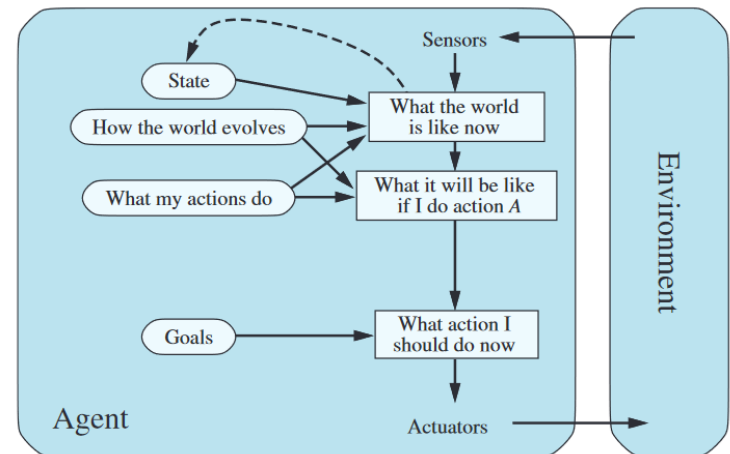 Sensors
State
What the world
is like now
How the world evolves
What it will be like
if I do action A
What my actions do
Environment
What action I
should do now
Goals
Agent
Actuators